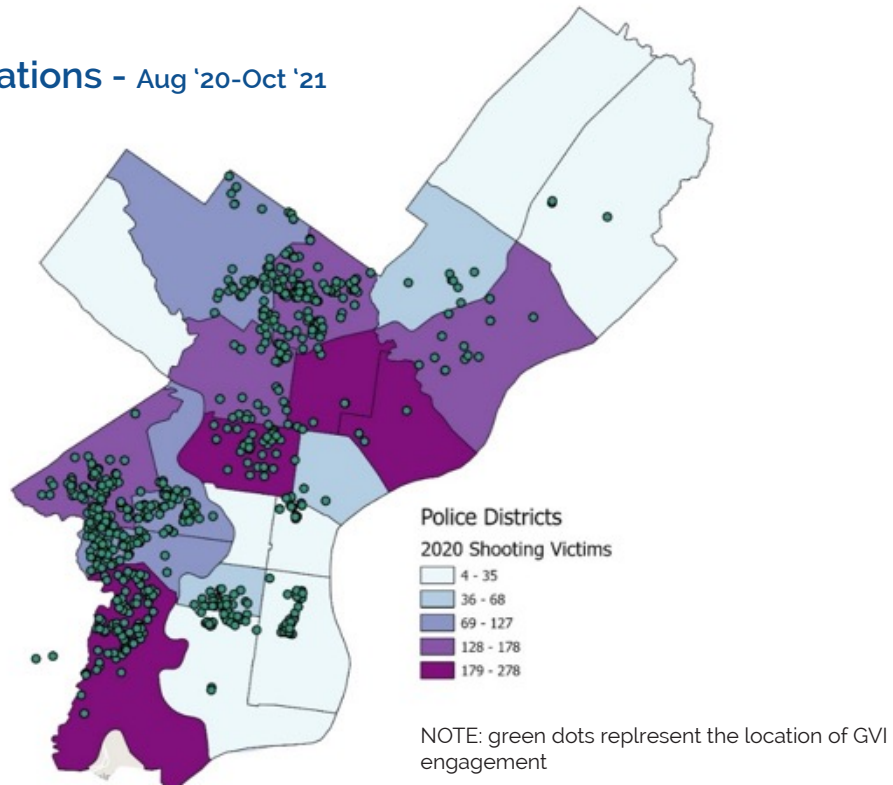 ations - Aug ‘20-Oct ‘21
Police Districts
2020 Shooting Victims
4 - 35
36 - 68
69 - 127
128 - 178
179 - 278
NOTE: green dots replresent the location of GVI
engagement